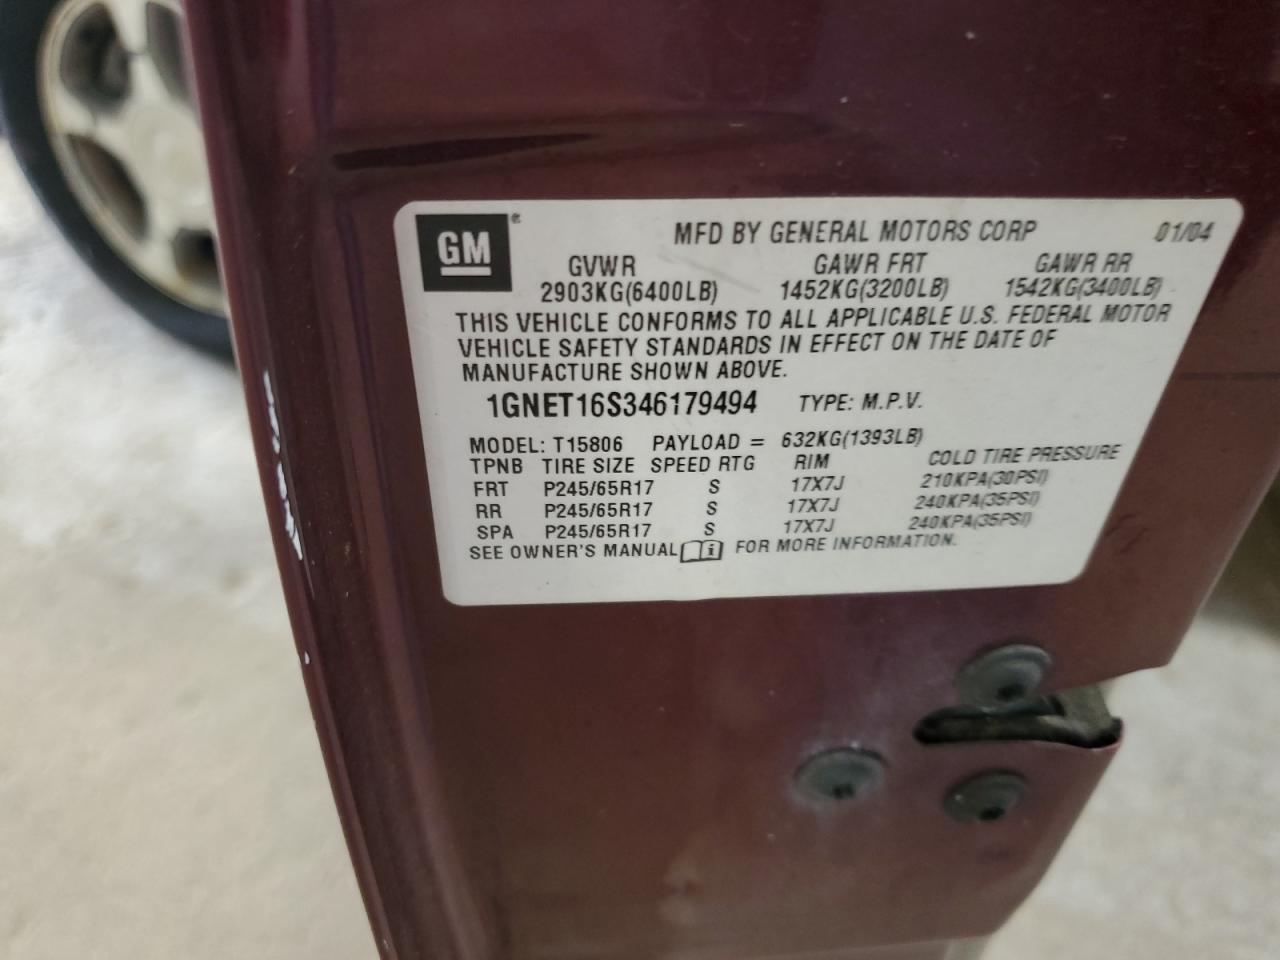 GM®
MFD BY GENERAL MOTORS CORP 01/04
GVWR GAWR FRT GAWR RR
2903KG(6400LB) 1452KG(3200LB) 1542KG(3400LB)
THIS VEHICLE CONFORMS TO ALL APPLICABLE U.S. FEDERAL MOTOR
VEHICLE SAFETY STANDARDS IN EFFECT ON THE DATE OF
MANUFACTURE SHOWN ABOVE.
1GNET16S346179494 TYPE: M.P.V.
MODEL: T15806 PAYLOAD = 632KG(1393LB)
TPNB TIRE SIZE SPEED RTG RIM COLD TIRE PRESSURE
FRT P245/65R17 S 17X7J 210KPA(30PSI)
RR P245/65R17 S 17X7J 240KPA(35PSI)
SPA P245/65R17 S 17X7J 240KPA(35PSI)
SEE OWNER'S MANUAL i FOR MORE INFORMATION.